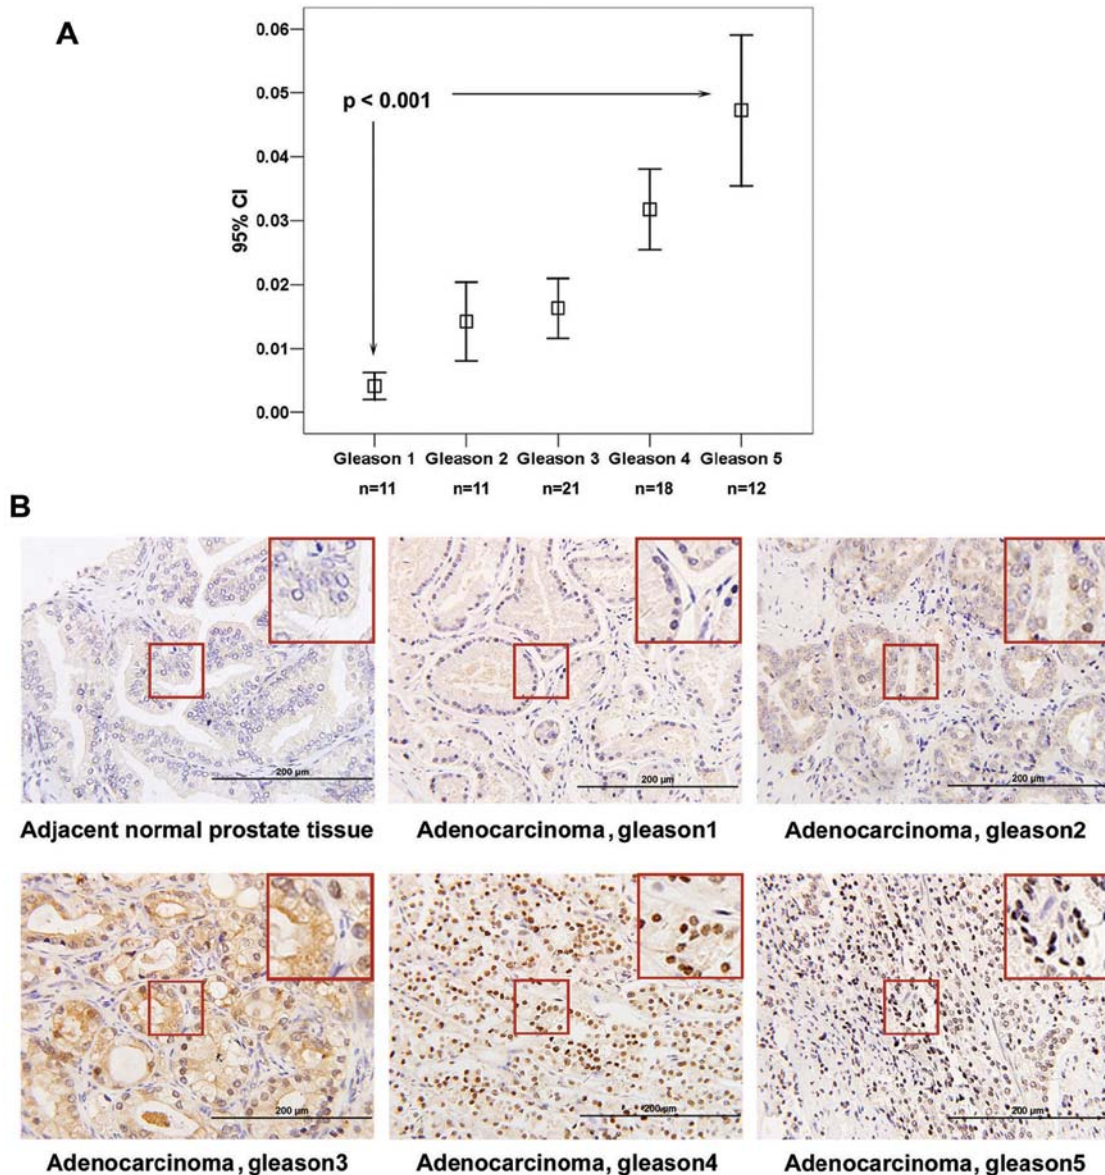 A
0.06
0.05
p < 0.001
0.04
0.03
0.02
0.01
0.00
95% CI
Gleason 1 Gleason 2 Gleason 3 Gleason 4 Gleason 5
n=11 n=11 n=21 n=18 n=12
B
200 µm 200 µm 200 µm
Adjacent normal prostate tissue Adenocarcinoma, gleason1 Adenocarcinoma, gleason2
200 µm 200 µm 200 µm
Adenocarcinoma, gleason3 Adenocarcinoma, gleason4 Adenocarcinoma, gleason5